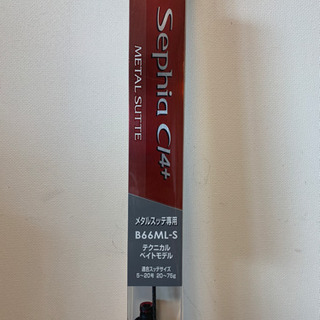 Sephia CI4+
METAL SUTTE
メタルスッテ専用
B66ML-S
テクニカル
ベイトモデル
適合スッテサイズ
5~20号 20~75g